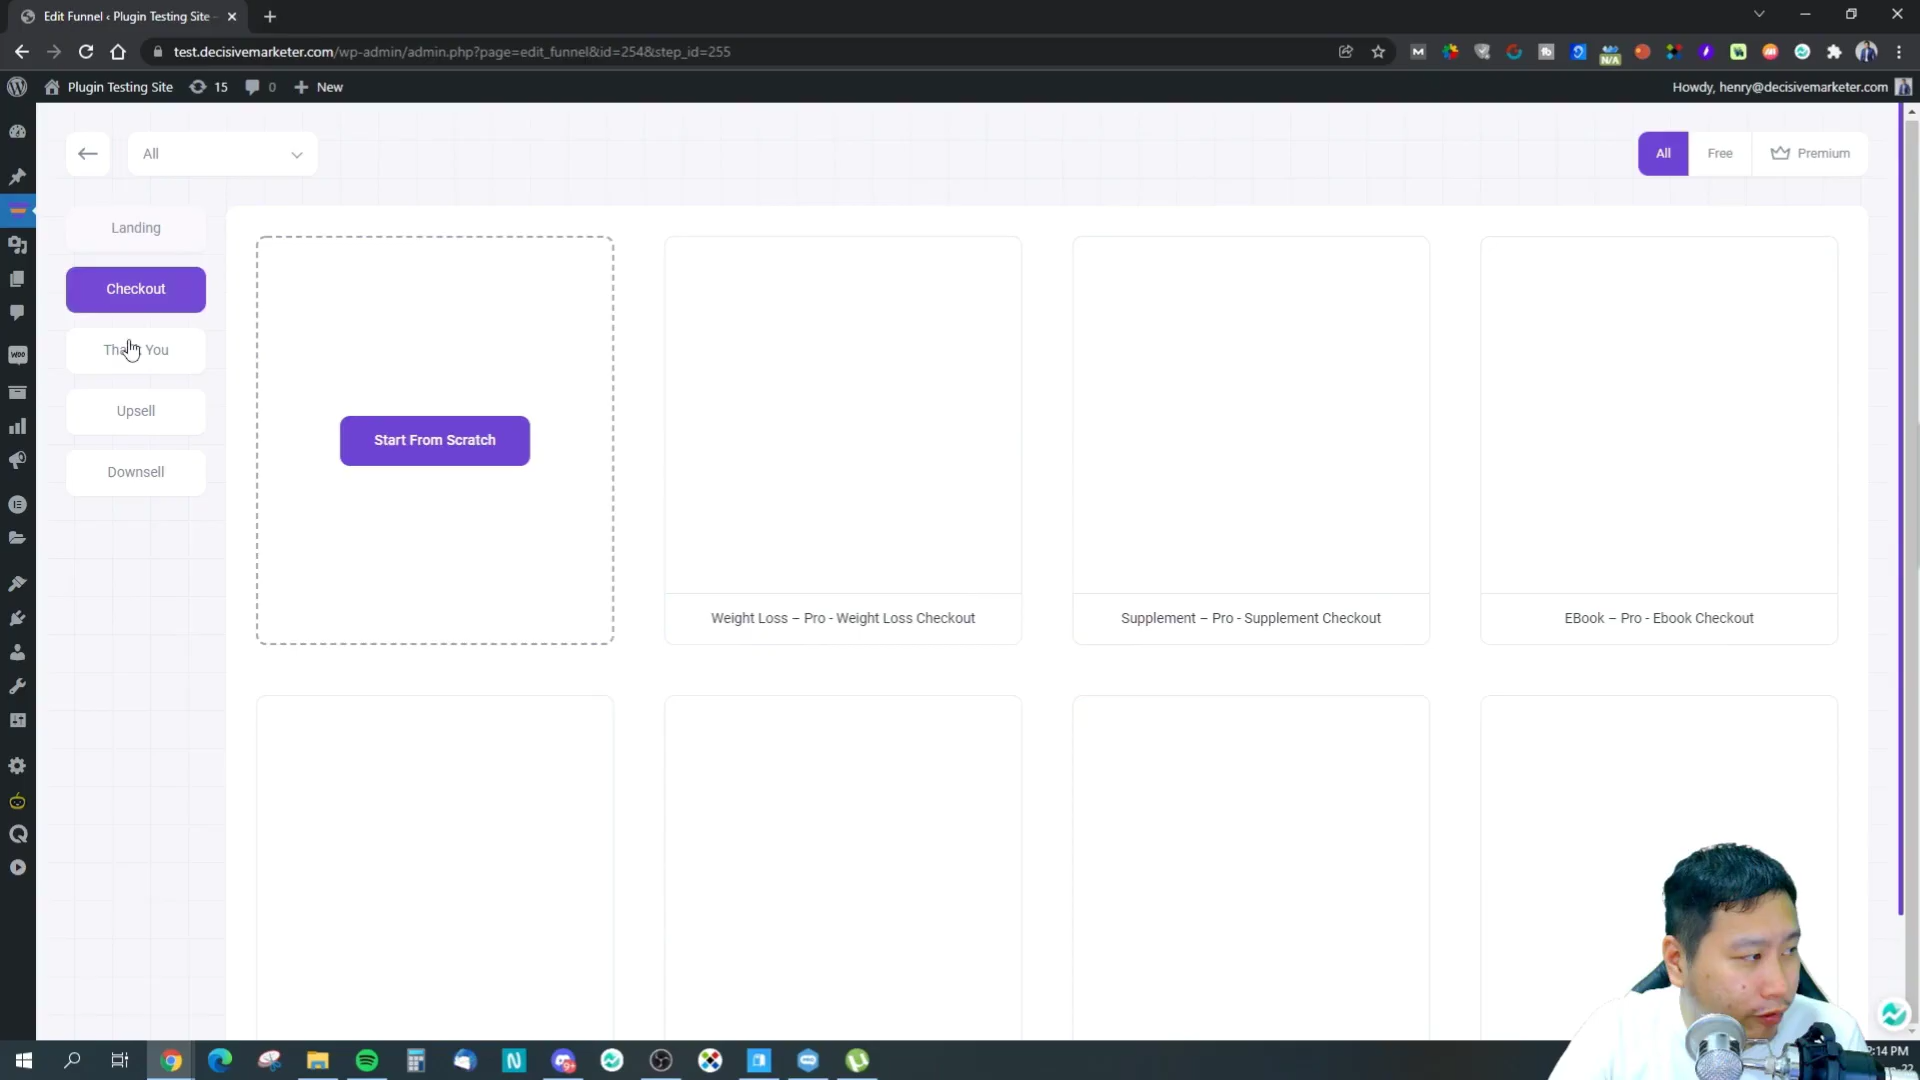 Edit Funnel ‹ Plugin Testing Site -
test.decisivemarketer.com/wp-admin/admin.php?page=edit_funnel&id=254&step_id=255
N/A
Plugin Testing Site
15
0
New
Howdy, henry@decisivemarketer.com
All
All
Free
Premium
Landing
Checkout
Upsell
Downsell
Start From Scratch
Weight Loss – Pro - Weight Loss Checkout
Supplement – Pro - Supplement Checkout
EBook – Pro - Ebook Checkout
:14 PM